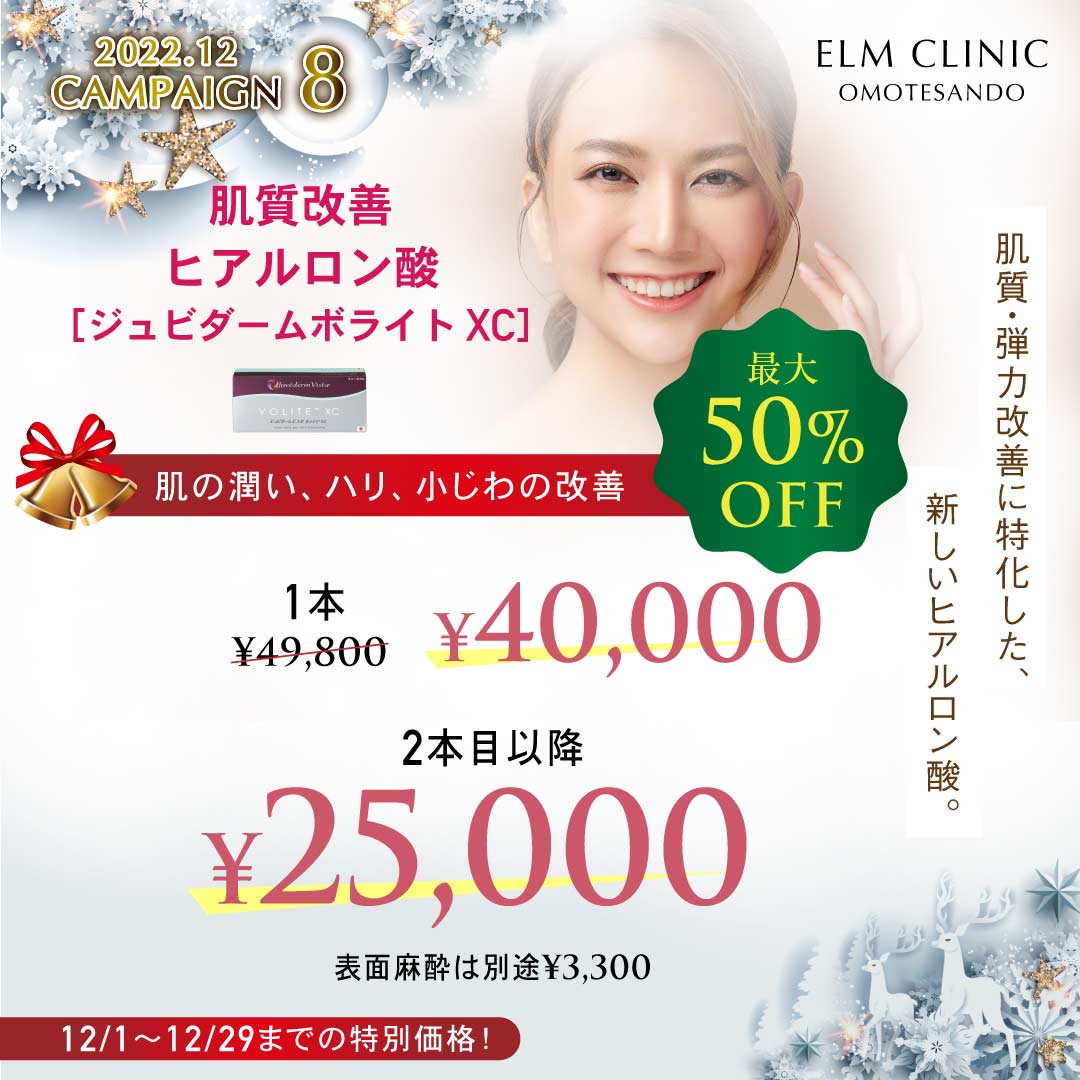 2022.12
CAMPAIGN 8
ELM CLINIC
OMOTESANDO
肌質改善
ヒアルロン酸
[ジュビダームボライト XC]
Juvéderm Vista
VOLITE™ XC
肌の潤い、ハリ、小じわの改善
最大
50%
OFF
肌質・弾力改善に特化した、
新しいヒアルロン酸。
1本
¥49,800
¥40,000
2本目以降
¥25,000
表面麻酔は別途¥3,300
12/1～12/29までの特別価格！